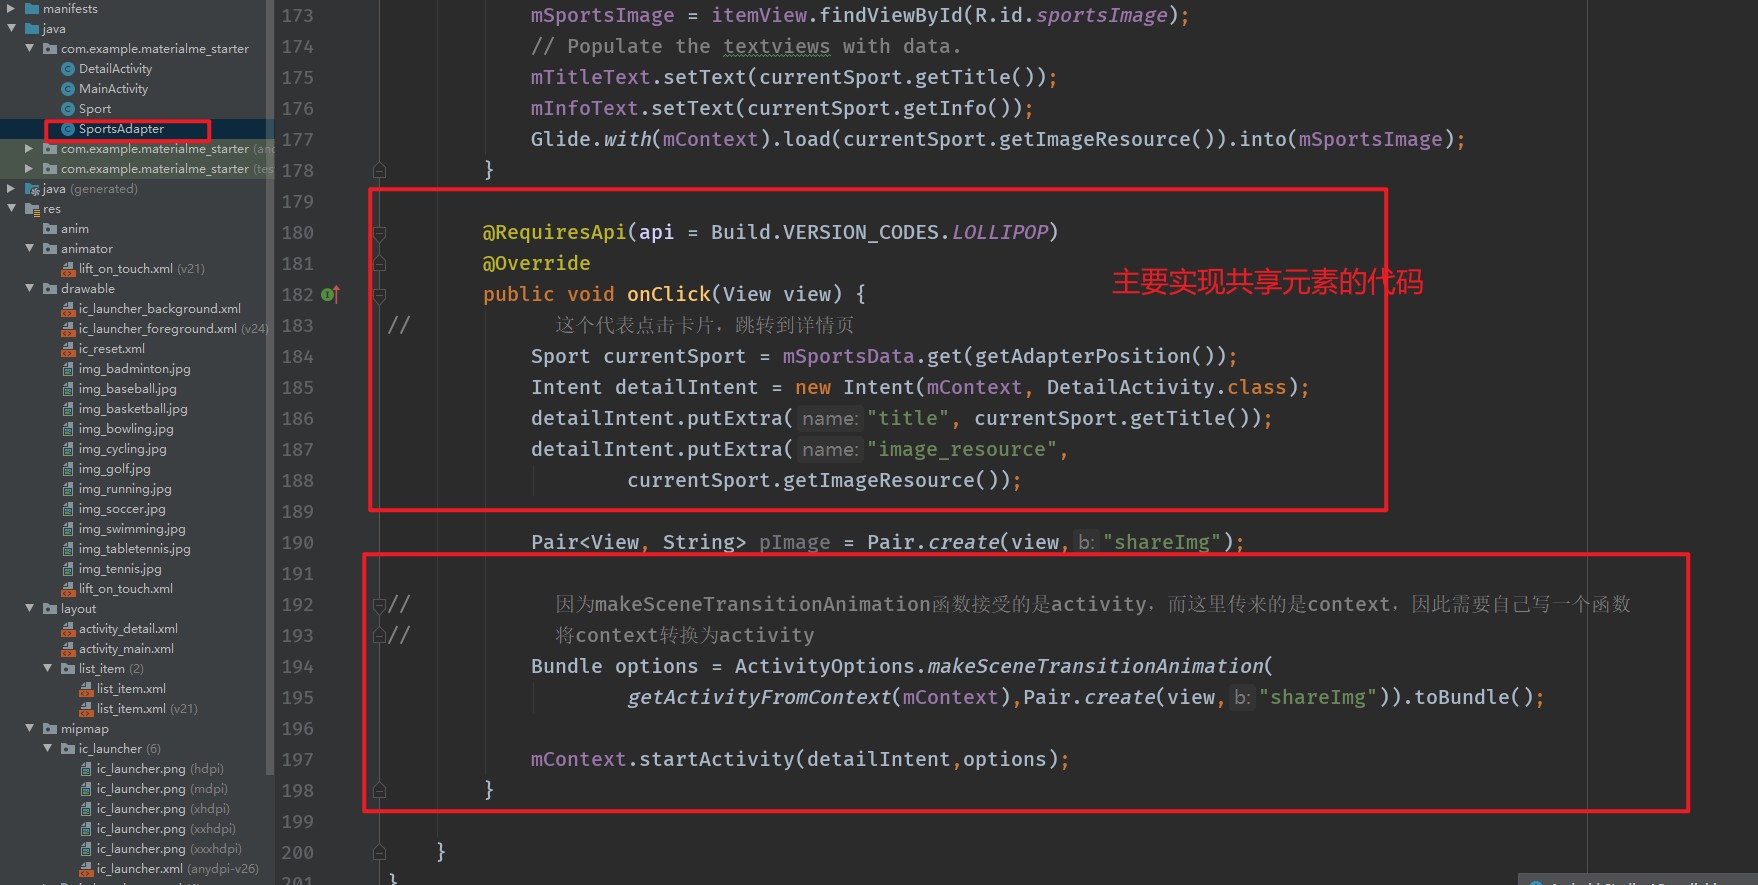 manifests
java
com.example.materialme_starter
DetailActivity
MainActivity
Sport
SportsAdapter
com.example.materialme_starter (and
com.example.materialme_starter (tes
java (generated)
res
anim
animator
lift_on_touch.xml (v21)
drawable
ic_launcher_background.xml
ic_launcher_foreground.xml (v24)
ic_reset.xml
img_badminton.jpg
img_baseball.jpg
img_basketball.jpg
img_bowling.jpg
img_cycling.jpg
img_golf.jpg
img_running.jpg
img_soccer.jpg
img_swimming.jpg
img_tabletennis.jpg
img_tennis.jpg
lift_on_touch.xml
layout
activity_detail.xml
activity_main.xml
list_item (2)
list_item.xml
list_item.xml (v21)
mipmap
ic_launcher (6)
ic_launcher.png (hdpi)
ic_launcher.png (mdpi)
ic_launcher.png (xhdpi)
ic_launcher.png (xxhdpi)
ic_launcher.png (xxxhdpi)
ic_launcher.xml (anydpi-v26)
173 mSportsImage = itemView.findViewById(R.id.sportsImage);
174 // Populate the textviews with data.
175 mTitleText.setText(currentSport.getTitle());
176 mInfoText.setText(currentSport.getInfo());
177 Glide.with(mContext).load(currentSport.getImageResource()).into(mSportsImage);
178 }
179
180 @RequiresApi(api = Build.VERSION_CODES.LOLLIPOP)
181 @Override
主要实现共享元素的代码
182 public void onClick(View view) {
183 // 这个代表点击卡片，跳转到详情页
184 Sport currentSport = mSportsData.get(getAdapterPosition());
185 Intent detailIntent = new Intent(mContext, DetailActivity.class);
186 detailIntent.putExtra( name: "title", currentSport.getTitle());
187 detailIntent.putExtra( name: "image_resource",
188 currentSport.getImageResource());
189
190 Pair<View, String> pImage = Pair.create(view, b: "shareImg");
191
192 // 因为makeSceneTransitionAnimation函数接受的是activity，而这里传来的是context，因此需要自己写一个函数
193 // 将context转换为activity
194 Bundle options = ActivityOptions.makeSceneTransitionAnimation(
195 getActivityFromContext(mContext),Pair.create(view, b: "shareImg")).toBundle();
196
197 mContext.startActivity(detailIntent,options);
198 }
199
200 }
201 }